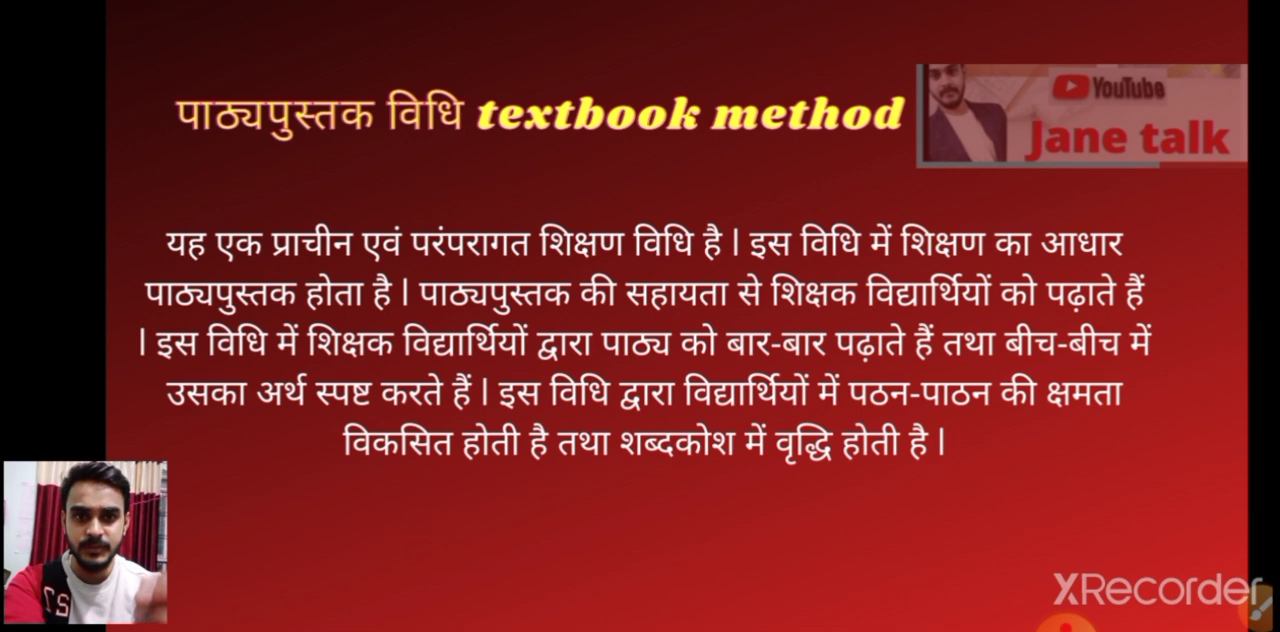 पाठ्यपुस्तक विधि textbook method
YouTube
Jane talk
यह एक प्राचीन एवं परंपरागत शिक्षण विधि है | इस विधि में शिक्षण का आधार
पाठ्यपुस्तक होता है | पाठ्यपुस्तक की सहायता से शिक्षक विद्यार्थियों को पढ़ाते हैं
| इस विधि में शिक्षक विद्यार्थियों द्वारा पाठ्य को बार-बार पढ़ाते हैं तथा बीच-बीच में
उसका अर्थ स्पष्ट करते हैं | इस विधि द्वारा विद्यार्थियों में पठन-पाठन की क्षमता
विकसित होती है तथा शब्दकोश में वृद्धि होती है |
XRecorder